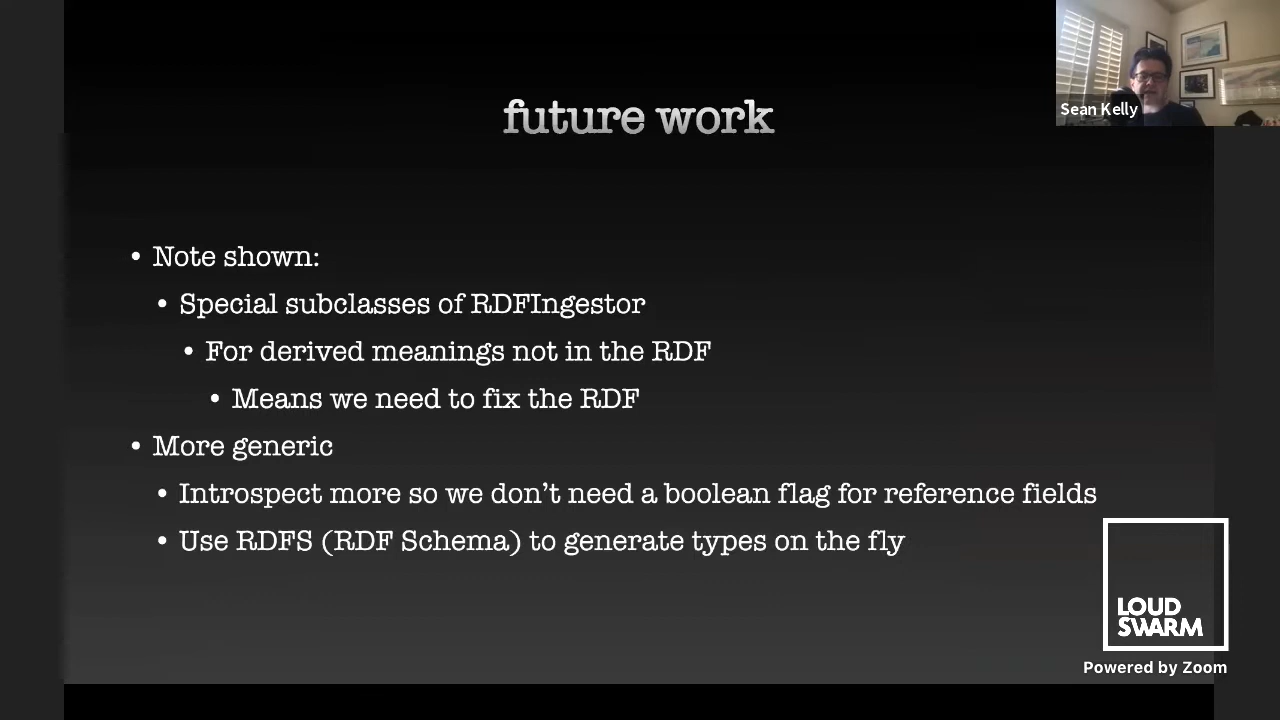 future work
Sean Kelly
• Note shown:
• Special subclasses of RDFIngestor
• For derived meanings not in the RDF
• Means we need to fix the RDF
• More generic
• Introspect more so we don’t need a boolean flag for reference fields
• Use RDFS (RDF Schema) to generate types on the fly
LOUD
SWARM
Powered by Zoom